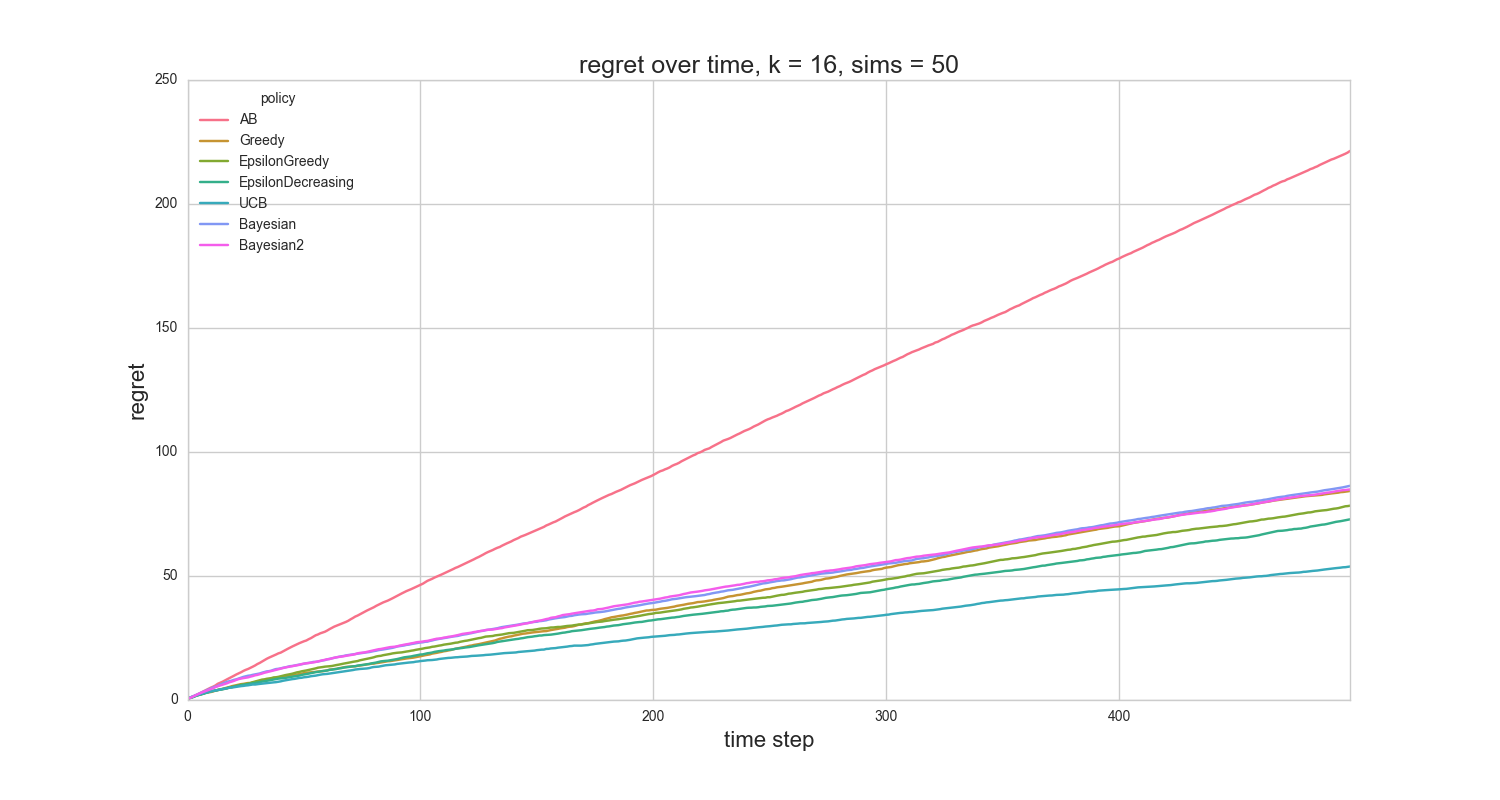 regret over time, k = 16, sims = 50
250
200
150
100
50
0
regret
policy
AB
Greedy
EpsilonGreedy
EpsilonDecreasing
UCB
Bayesian
Bayesian2
0 100 200 300 400
time step